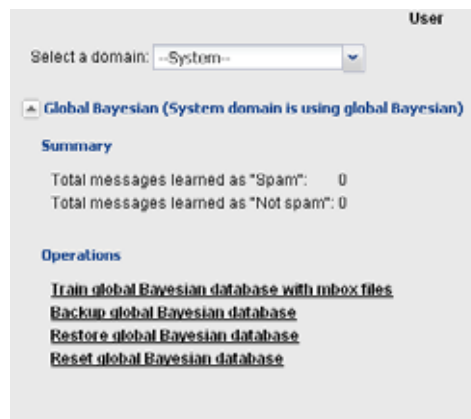 User
Select a domain: --System--
Global Bayesian (System domain is using global Bayesian)
Summary
Total messages learned as "Spam": 0
Total messages learned as "Not spam": 0
Operations
Train global Bayesian database with mbox files
Backup global Bayesian database
Restore global Bayesian database
Reset global Bayesian database